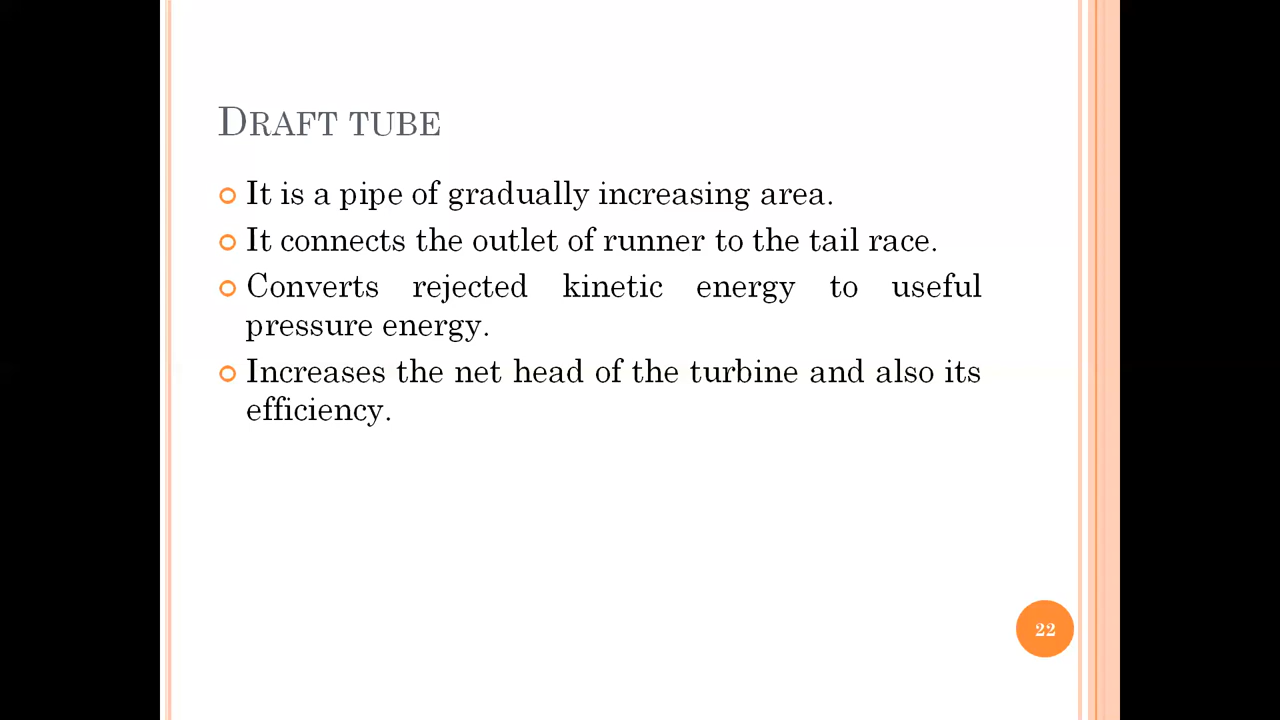 DRAFT TUBE
It is a pipe of gradually increasing area.
It connects the outlet of runner to the tail race.
Converts rejected kinetic energy to useful
pressure energy.
Increases the net head of the turbine and also its
efficiency.
22